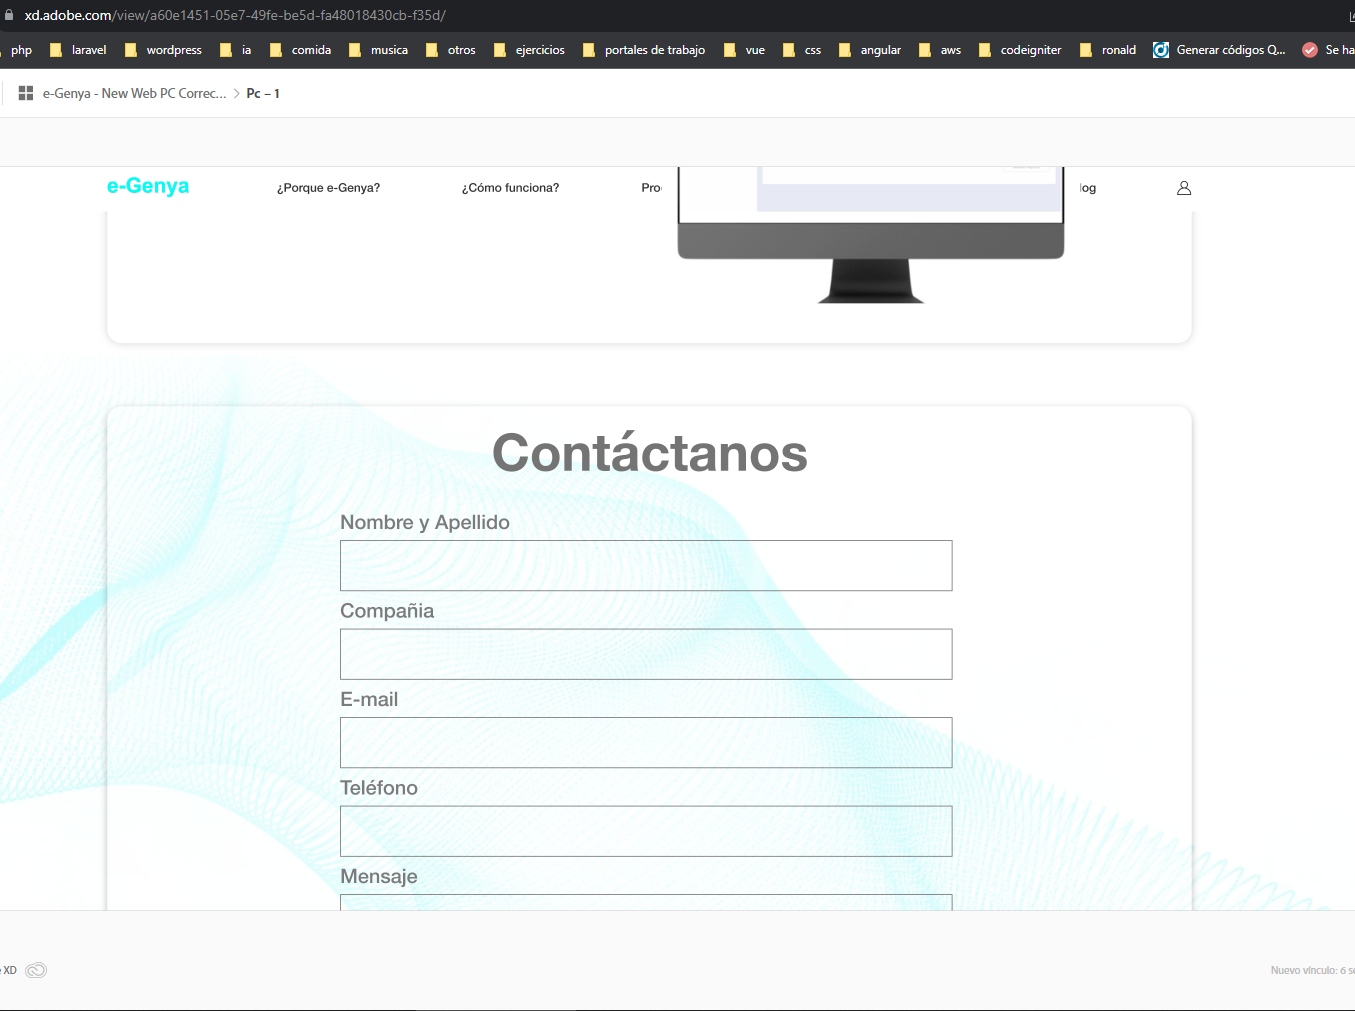 xd.adobe.com/view/a60e1451-05e7-49fe-be5d-fa48018430cb-f35d/
php laravel wordpress ia comida musica otros ejercicios portales de trabajo vue css angular aws codeigniter ronald Generar códigos Q... Se ha
e-Genya - New Web PC Correc... > Pc – 1
e-Genya ¿Porque e-Genya? ¿Cómo funciona? Pro log
Contáctanos
Nombre y Apellido
Compañia
E-mail
Teléfono
Mensaje
XD Nuevo vínculo: 6 se